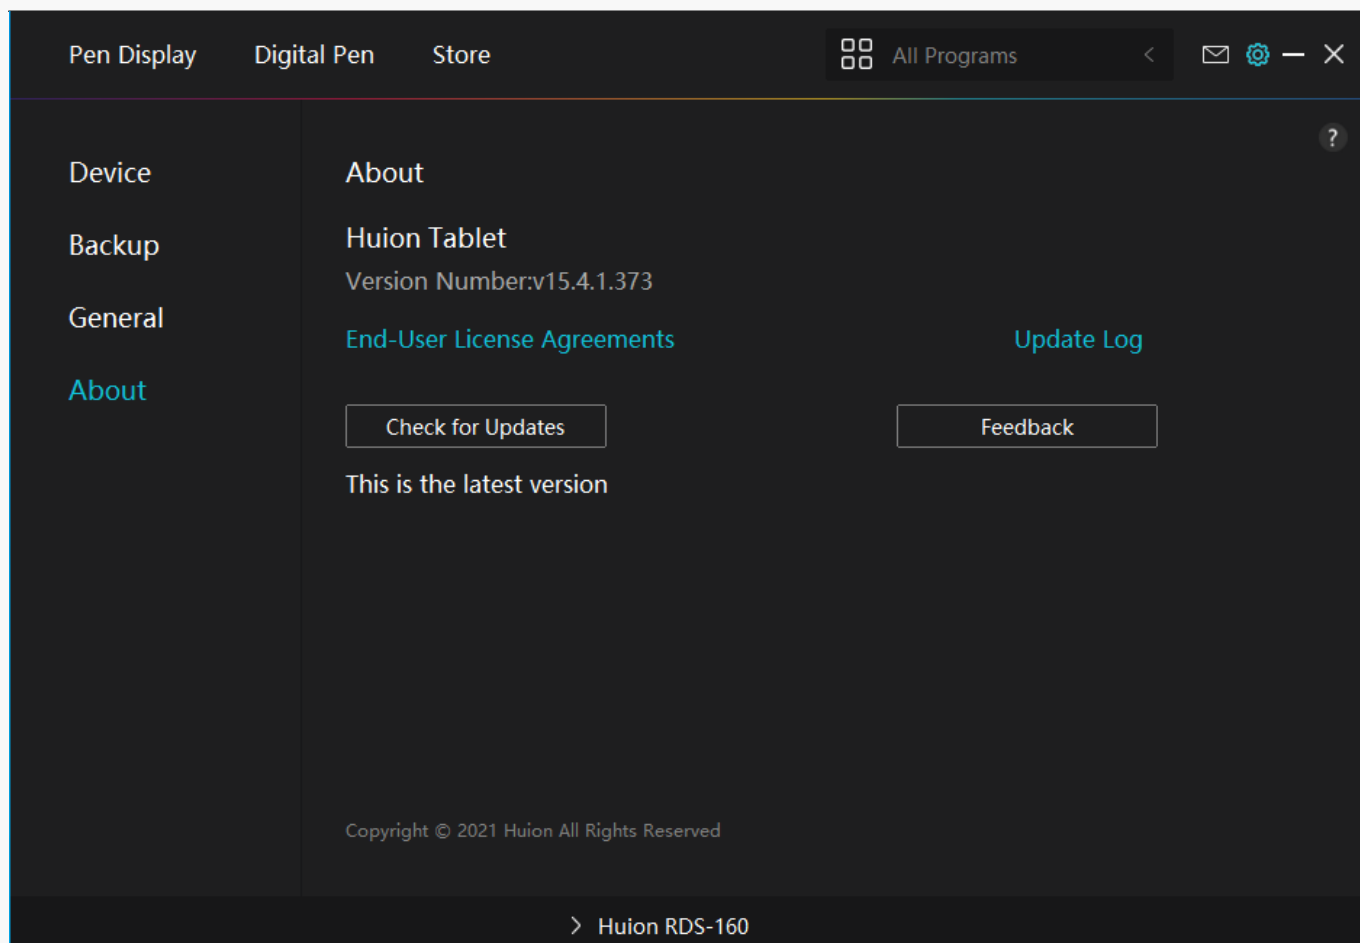 Pen Display Digital Pen Store All Programs
?
Device
Backup
General
About
About
Huion Tablet
Version Number:v15.4.1.373
End-User License Agreements Update Log
Check for Updates Feedback
This is the latest version
Copyright © 2021 Huion All Rights Reserved
Huion RDS-160